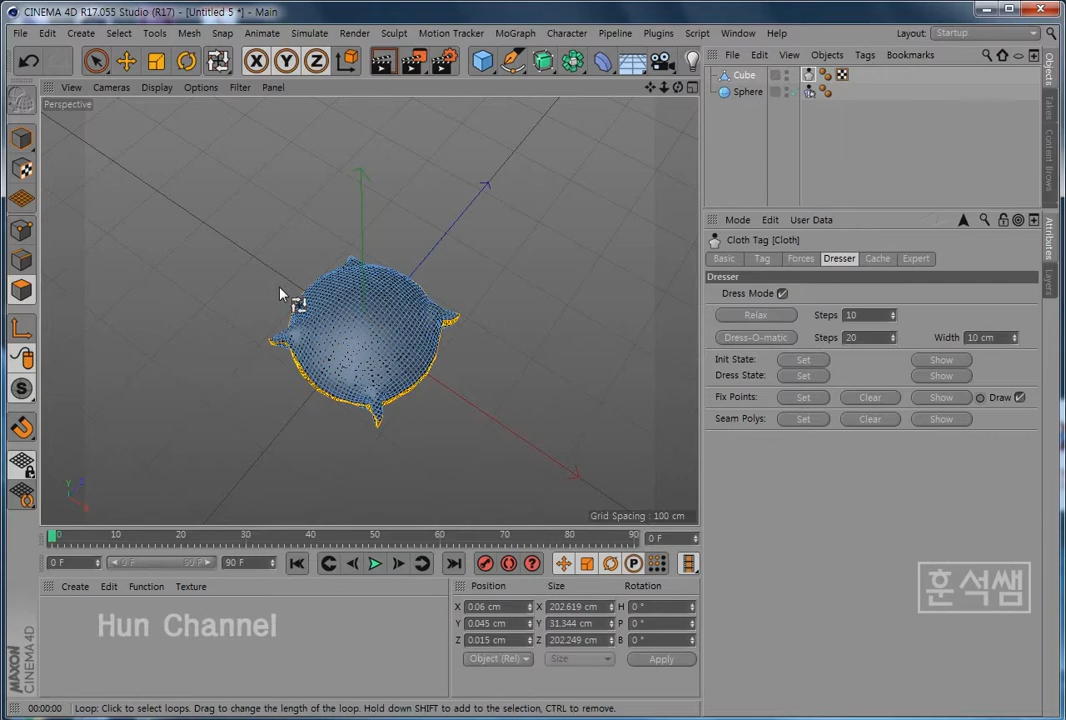 CINEMA 4D R17.055 Studio (R17) - [Untitled 5 *] - Main
File Edit Create Select Tools Mesh Snap Animate Simulate Render Sculpt Motion Tracker MoGraph Character Pipeline Plugins Script Window Help
Layout: Startup
X Y Z
File Edit View Objects Tags Bookmarks
View Cameras Display Options Filter Panel
Perspective
Cube
Sphere
Objects
Takes
Content Brows
Attributes
Layers
Mode Edit User Data
Cloth Tag [Cloth]
Basic Tag Forces Dresser Cache Expert
Dresser
Dress Mode
Relax Steps 10
Dress-O-matic Steps 20 Width 10 cm
Init State: Set Show
Dress State: Set Show
Fix Points: Set Clear Show Draw
Seam Polys: Set Clear Show
S
Y Z
X
Grid Spacing : 100 cm
0 10 20 30 40 50 60 70 80 90
0 F
0 F 0 F 90 F 90 F
P
Create Edit Function Texture
Position Size Rotation
X 0.06 cm X 202.619 cm H 0 °
Y 0.045 cm Y 31.344 cm P 0 °
Z 0.015 cm Z 202.249 cm B 0 °
Object (Rel) Size Apply
Hun Channel
훈석쌤
MAXON
CINEMA 4D
00:00:00 Loop: Click to select loops. Drag to change the length of the loop. Hold down SHIFT to add to the selection, CTRL to remove.